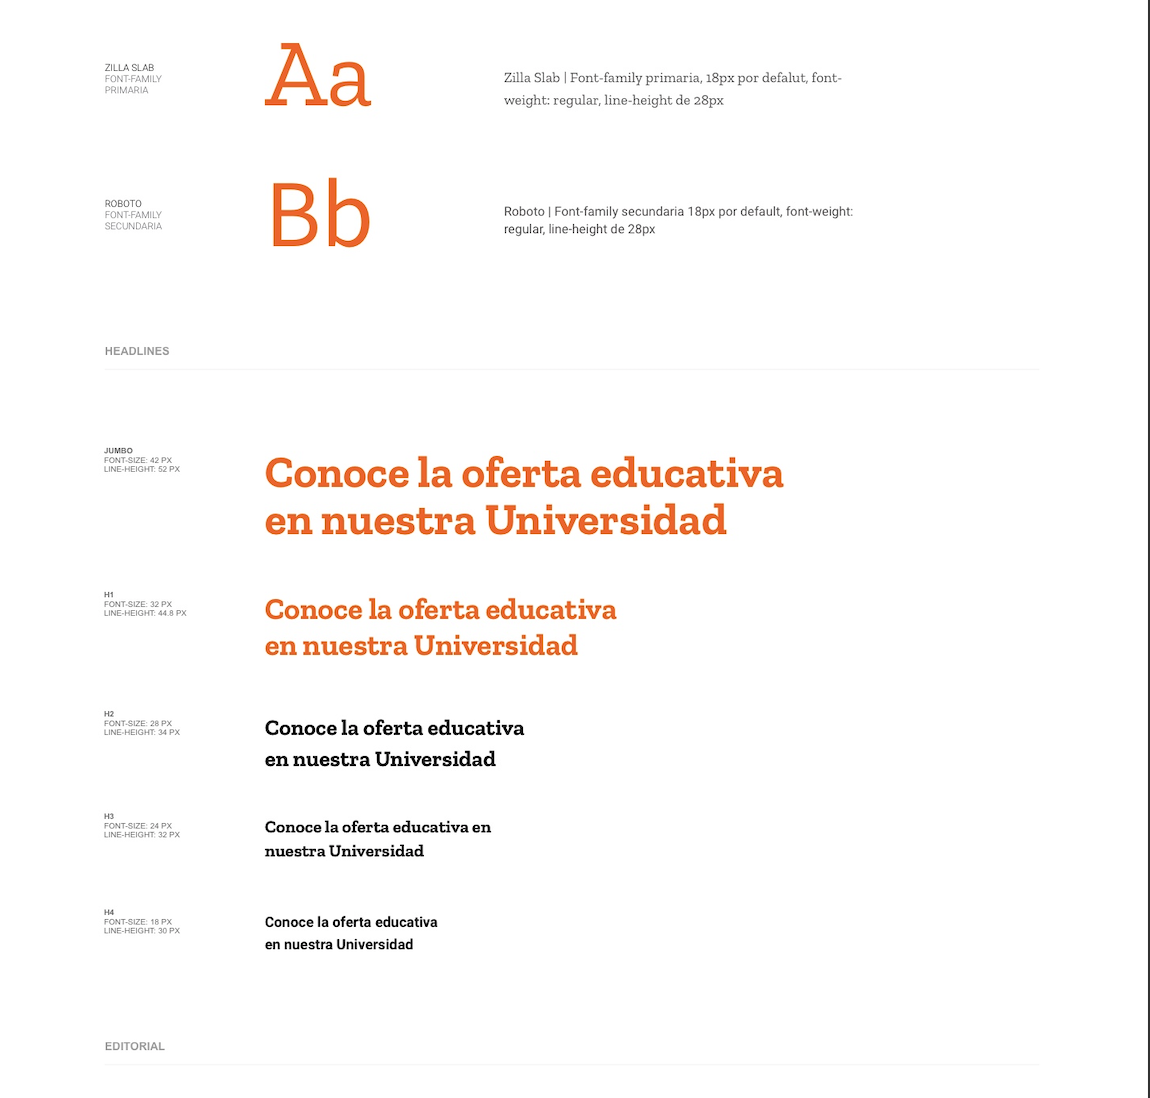 ZILLA SLAB
FONT-FAMILY
PRIMARIA
Aa
Zilla Slab | Font-family primaria, 18px por defalut, font-
weight: regular, line-height de 28px
ROBOTO
FONT-FAMILY
SECUNDARIA
Bb
Roboto | Font-family secundaria 18px por default, font-weight:
regular, line-height de 28px
HEADLINES
JUMBO
FONT-SIZE: 42 PX
LINE-HEIGHT: 52 PX
Conoce la oferta educativa
en nuestra Universidad
H1
FONT-SIZE: 32 PX
LINE-HEIGHT: 44.8 PX
Conoce la oferta educativa
en nuestra Universidad
H2
FONT-SIZE: 28 PX
LINE-HEIGHT: 34 PX
Conoce la oferta educativa
en nuestra Universidad
H3
FONT-SIZE: 24 PX
LINE-HEIGHT: 32 PX
Conoce la oferta educativa en
nuestra Universidad
H4
FONT-SIZE: 18 PX
LINE-HEIGHT: 30 PX
Conoce la oferta educativa
en nuestra Universidad
EDITORIAL